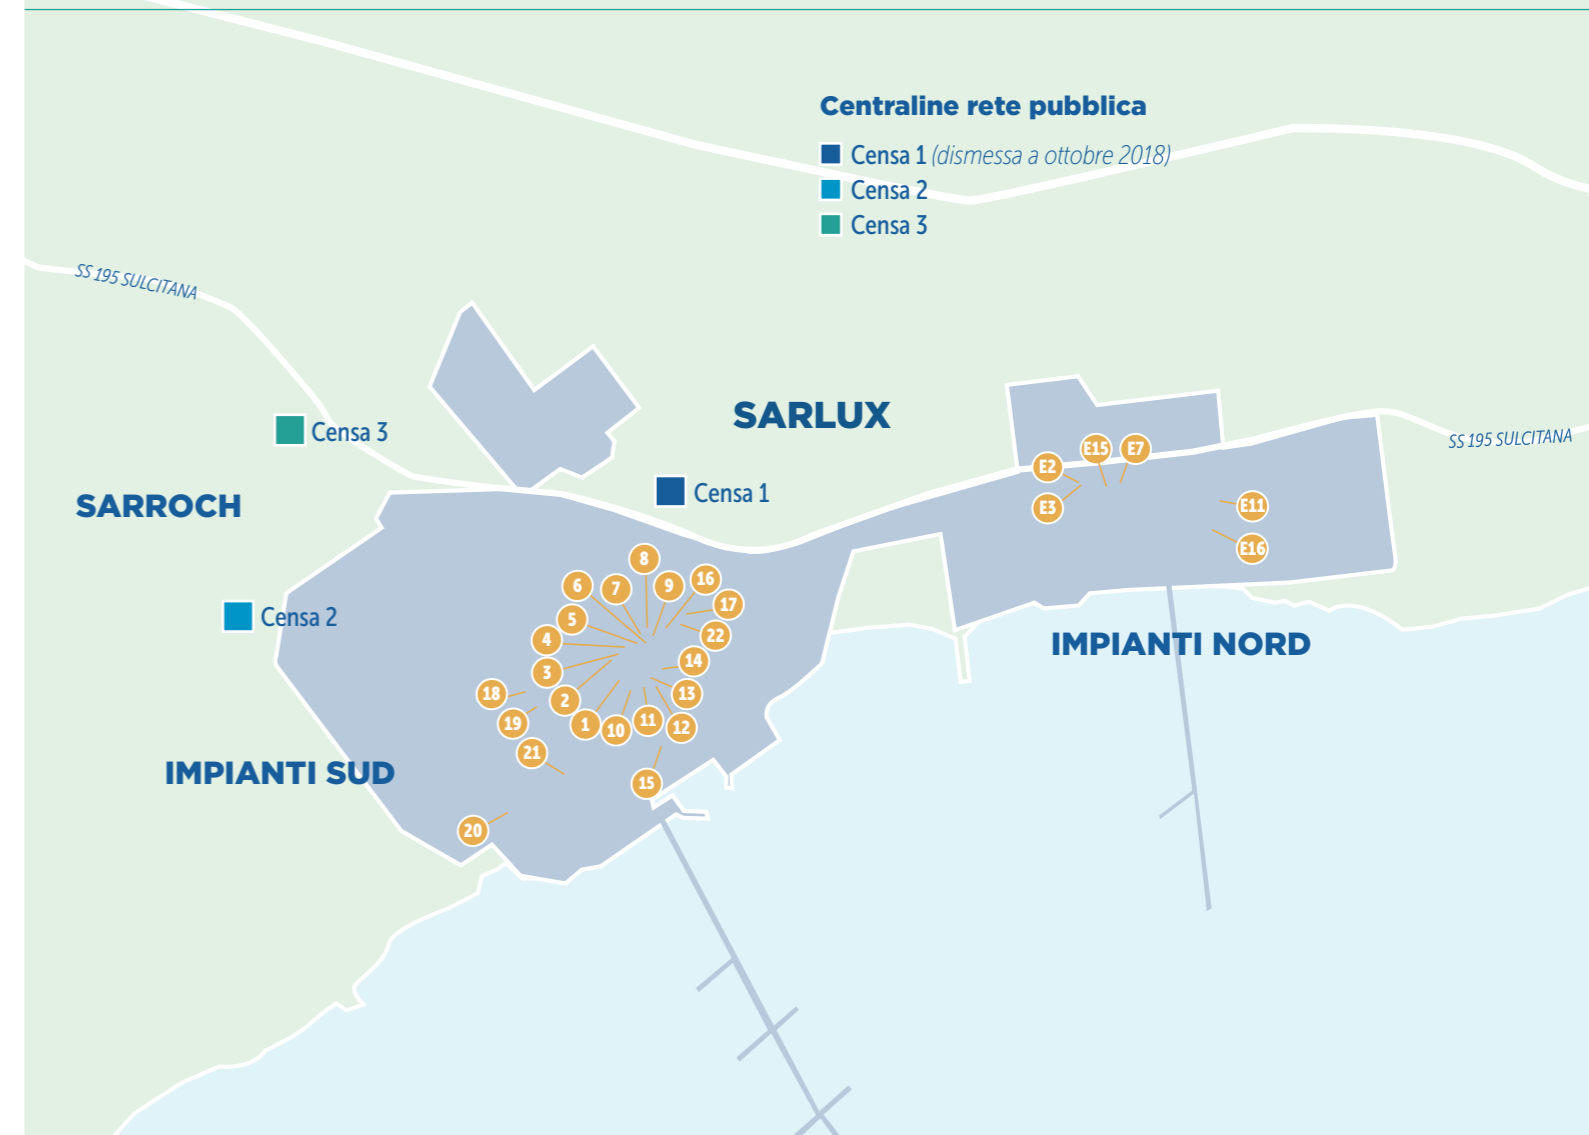 Centraline rete pubblica
Censa 1 (dismessa a ottobre 2018)
Censa 2
Censa 3
SS 195 SULCITANA
SARLUX
Censa 3
SS 195 SULCITANA
E15
E7
E2
Censa 1
SARROCH
E3
E11
E16
8
16
6
7
9
17
Censa 2
5
22
4
IMPIANTI NORD
14
3
18
13
2
19
1
10
11
12
21
IMPIANTI SUD
15
20